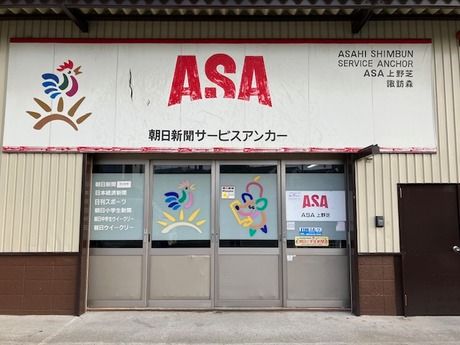 ASA
朝日新聞サービスアンカー
ASAHI SHIMBUN
SERVICE ANCHOR
ASA 上野芝
諏訪森
朝日新聞
日本経済新聞
日刊スポーツ
朝日小学生新聞
朝日中学生ウイークリー
朝日ウイークリー
ASA
ASA 上野芝